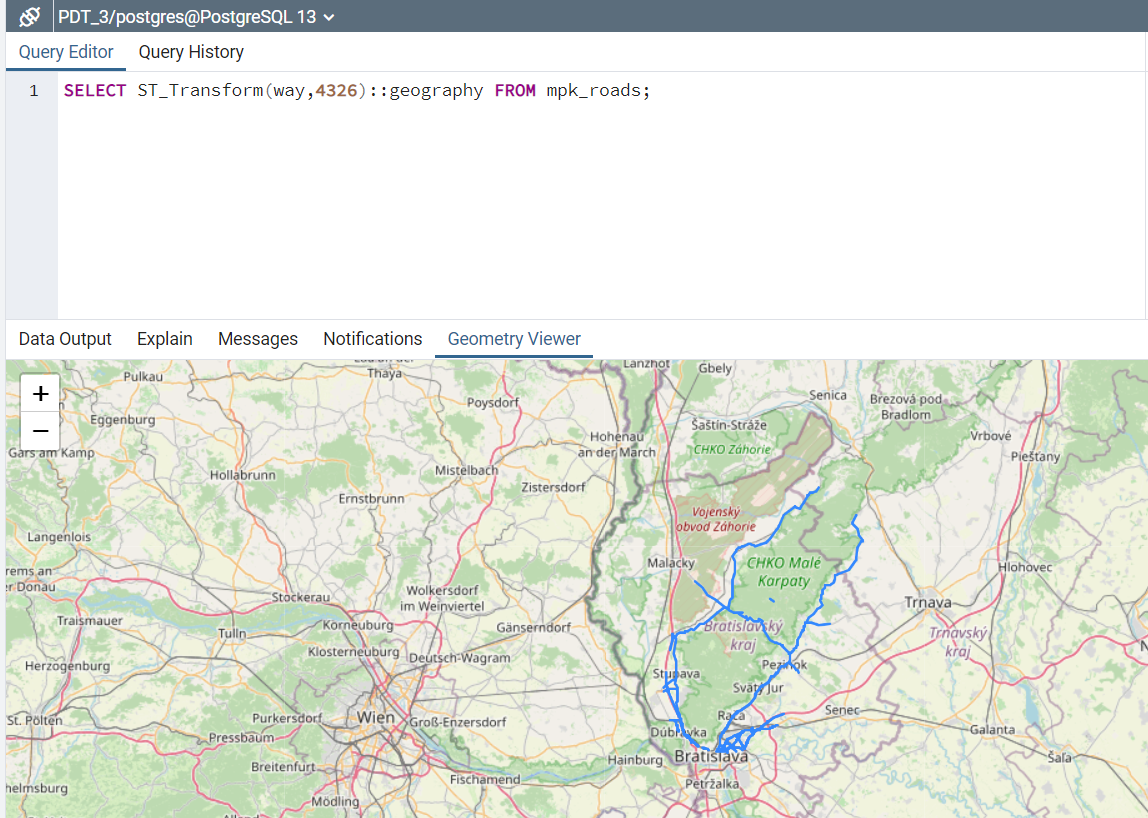 PDT_3/postgres@PostgreSQL 13
Query Editor Query History
1 SELECT ST_Transform(way,4326)::geography FROM mpk_roads;
Data Output Explain Messages Notifications Geometry Viewer
+
−
Thaya
Lanžhot
Gbely
Pulkau
Senica
Brezová pod
Bradlom
Poysdorf
Eggenburg
Šaštín-Stráže
Hohenau
an der March
Vrbové
CHKO Záhorie
Gars am Kamp
Piešťany
Mistelbach
Hollabrunn
Zistersdorf
Ernstbrunn
Vojenský
obvod Záhorie
Langenlois
Malacky
CHKO Malé
Karpaty
Hlohovec
Wolkersdorf
im Weinviertel
Stockerau
Trnava
Traismauer
Korneuburg
Tulln
Gänserndorf
Bratislavský
kraj
Trnavský
kraj
Klosterneuburg
Deutsch-Wagram
Herzogenburg
Pezinok
Stupava
Svätý Jur
Senec
St. Pölten
Purkersdorf
Wien
Groß-Enzersdorf
Rača
Pressbaum
Dúbravka
Galanta
Hainburg
Bratislava
Šaľa
Breitenfurt
Fischamend
Petržalka
Mödling